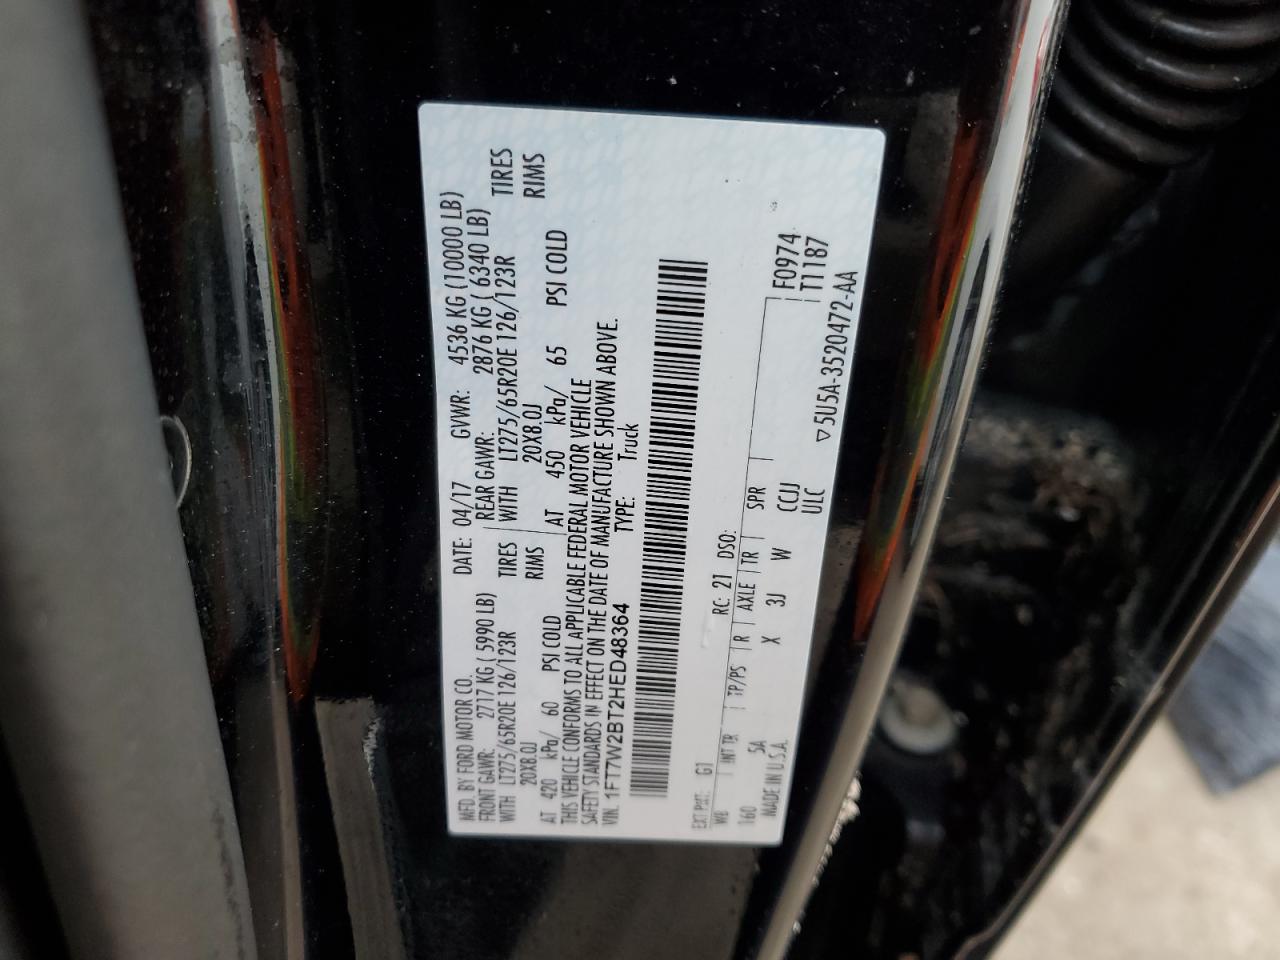 MFD. BY FORD MOTOR CO.
DATE: 04/17 GVWR: 4536 KG (10000 LB)
FRONT GAWR: 2717 KG ( 5990 LB) REAR GAWR: 2876 KG ( 6340 LB)
WITH LT275/65R20E 126/123R TIRES WITH LT275/65R20E 126/123R TIRES
20X8.0J RIMS 20X8.0J RIMS
AT 420 kPa/ 60 PSI COLD AT 450 kPa/ 65 PSI COLD
THIS VEHICLE CONFORMS TO ALL APPLICABLE FEDERAL MOTOR VEHICLE
SAFETY STANDARDS IN EFFECT ON THE DATE OF MANUFACTURE SHOWN ABOVE.
VIN: 1FT7W2BT2HED48364 TYPE: Truck
EXT PNT: G1 RC: 21 DSO:
WB INT TR TP/PS R AXLE TR SPR F0974
160 5A X 3J W CCJJ T1187
MADE IN U.S.A. ULC
5U5A-3520472-AA